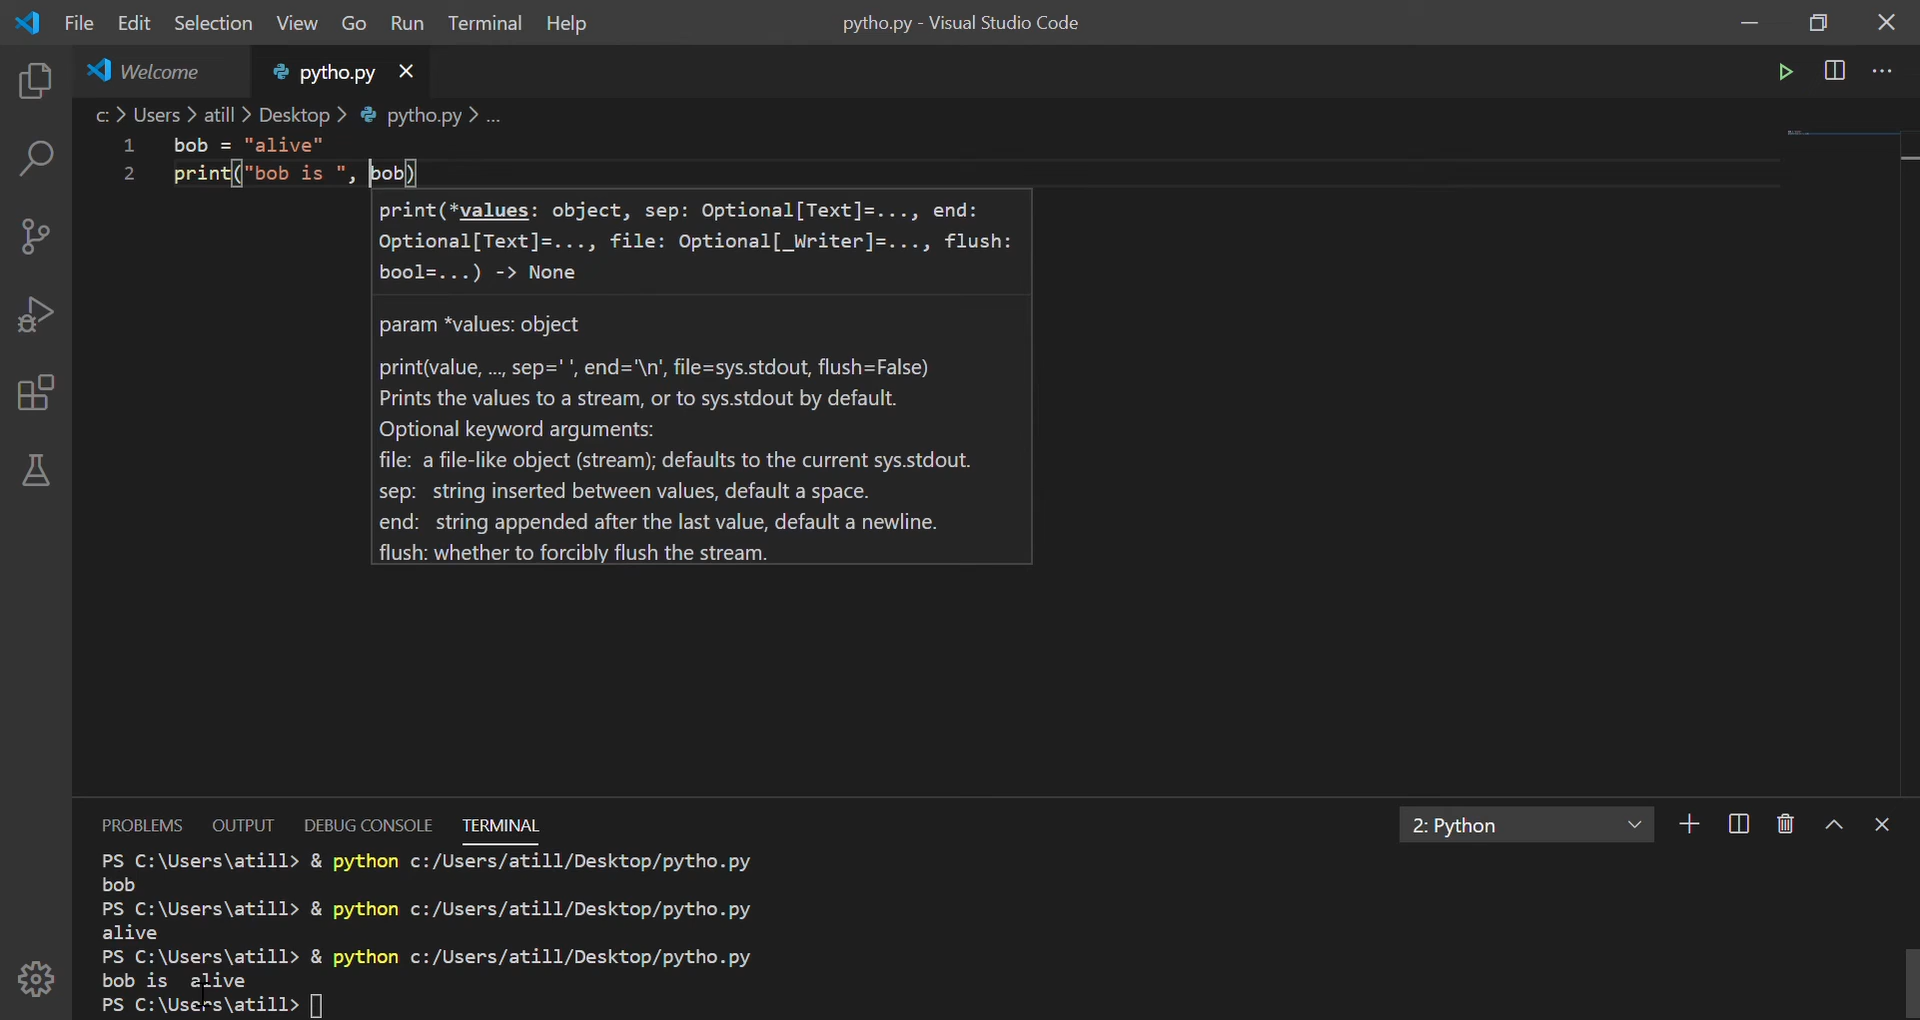 File Edit Selection View Go Run Terminal Help pytho.py - Visual Studio Code
Welcome pytho.py
c: > Users > atill > Desktop > pytho.py > ...
1 bob = "alive"
2 print("bob is ", bob)
print(*values: object, sep: Optional[Text]=..., end:
Optional[Text]=..., file: Optional[_Writer]=..., flush:
bool=...) -> None
param *values: object
print(value, ..., sep=' ', end='\n', file=sys.stdout, flush=False)
Prints the values to a stream, or to sys.stdout by default.
Optional keyword arguments:
file: a file-like object (stream); defaults to the current sys.stdout.
sep: string inserted between values, default a space.
end: string appended after the last value, default a newline.
flush: whether to forcibly flush the stream.
PROBLEMS OUTPUT DEBUG CONSOLE TERMINAL 2: Python
PS C:\Users\atill> & python c:/Users/atill/Desktop/pytho.py
bob
PS C:\Users\atill> & python c:/Users/atill/Desktop/pytho.py
alive
PS C:\Users\atill> & python c:/Users/atill/Desktop/pytho.py
bob is  alive
PS C:\Users\atill>